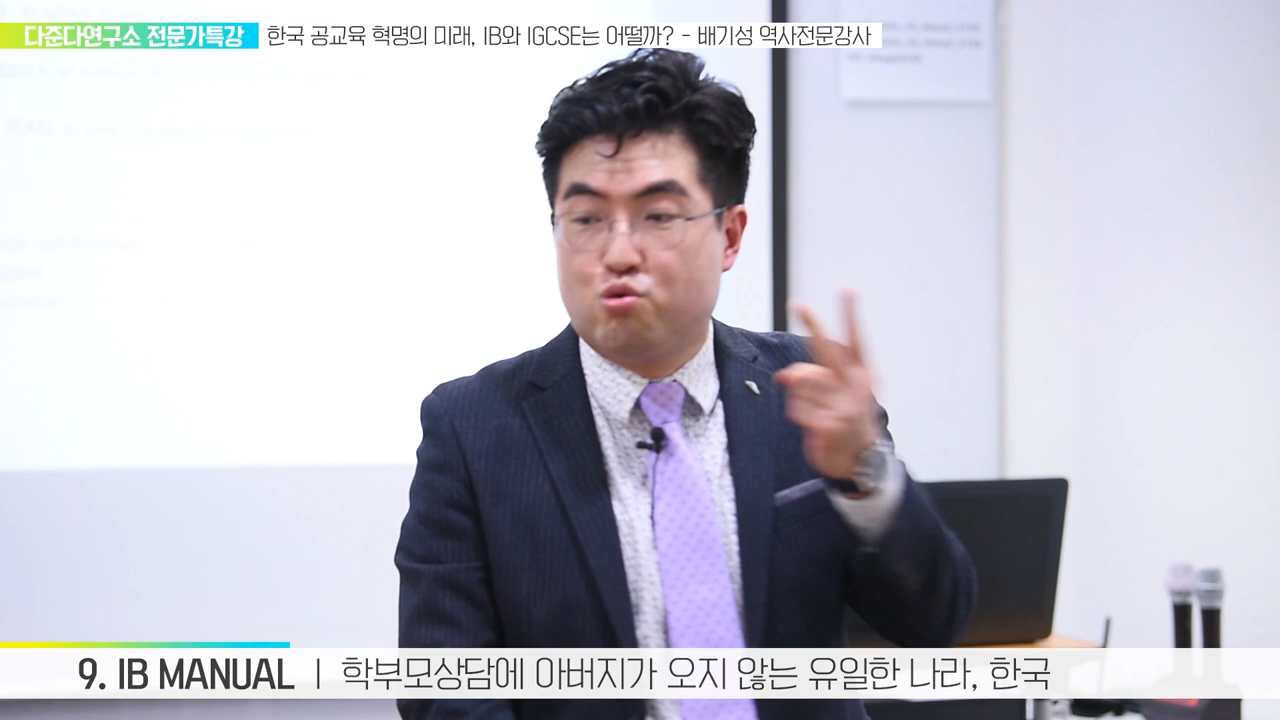 다준다연구소 전문가특강 한국 공교육 혁명의 미래, IB와 IGCSE는 어떨까? - 배기성 역사전문강사
9. IB MANUAL | 학부모상담에 아버지가 오지 않는 유일한 나라, 한국